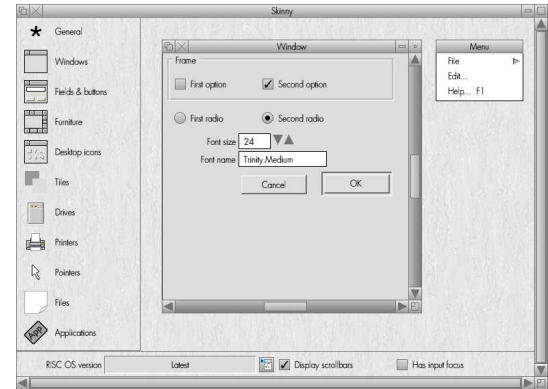 Skinny
General
Windows
Fields & buttons
Furniture
Desktop icons
Tiles
Drives
Printers
Pointers
Files
App
Applications
Window
Frame
First option
Second option
First radio
Second radio
Font size 24
Font name Trinity.Medium
Cancel
OK
Menu
File
Edit...
Help... F1
RISC OS version Latest
Display scrollbars
Has input focus